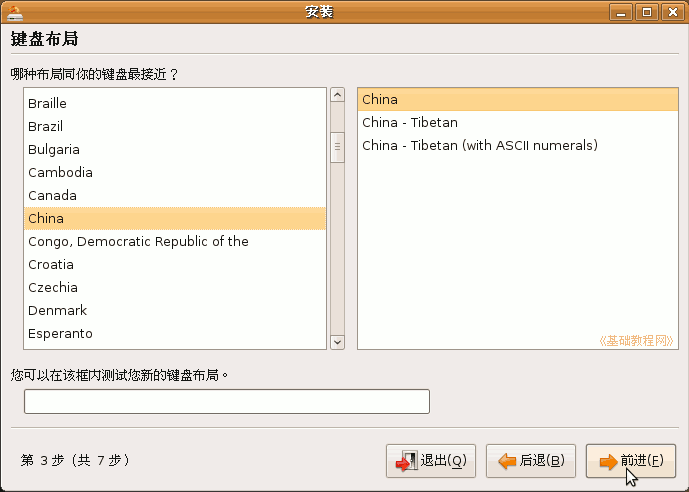 安装
键盘布局
哪种布局同你的键盘最接近？
Braille
Brazil
Bulgaria
Cambodia
Canada
China
Congo, Democratic Republic of the
Croatia
Czechia
Denmark
Esperanto
China
China - Tibetan
China - Tibetan (with ASCII numerals)
《基础教程网》
您可以在该框内测试您新的键盘布局。
第 3 步 (共 7 步)
退出(Q)
后退(B)
前进(F)